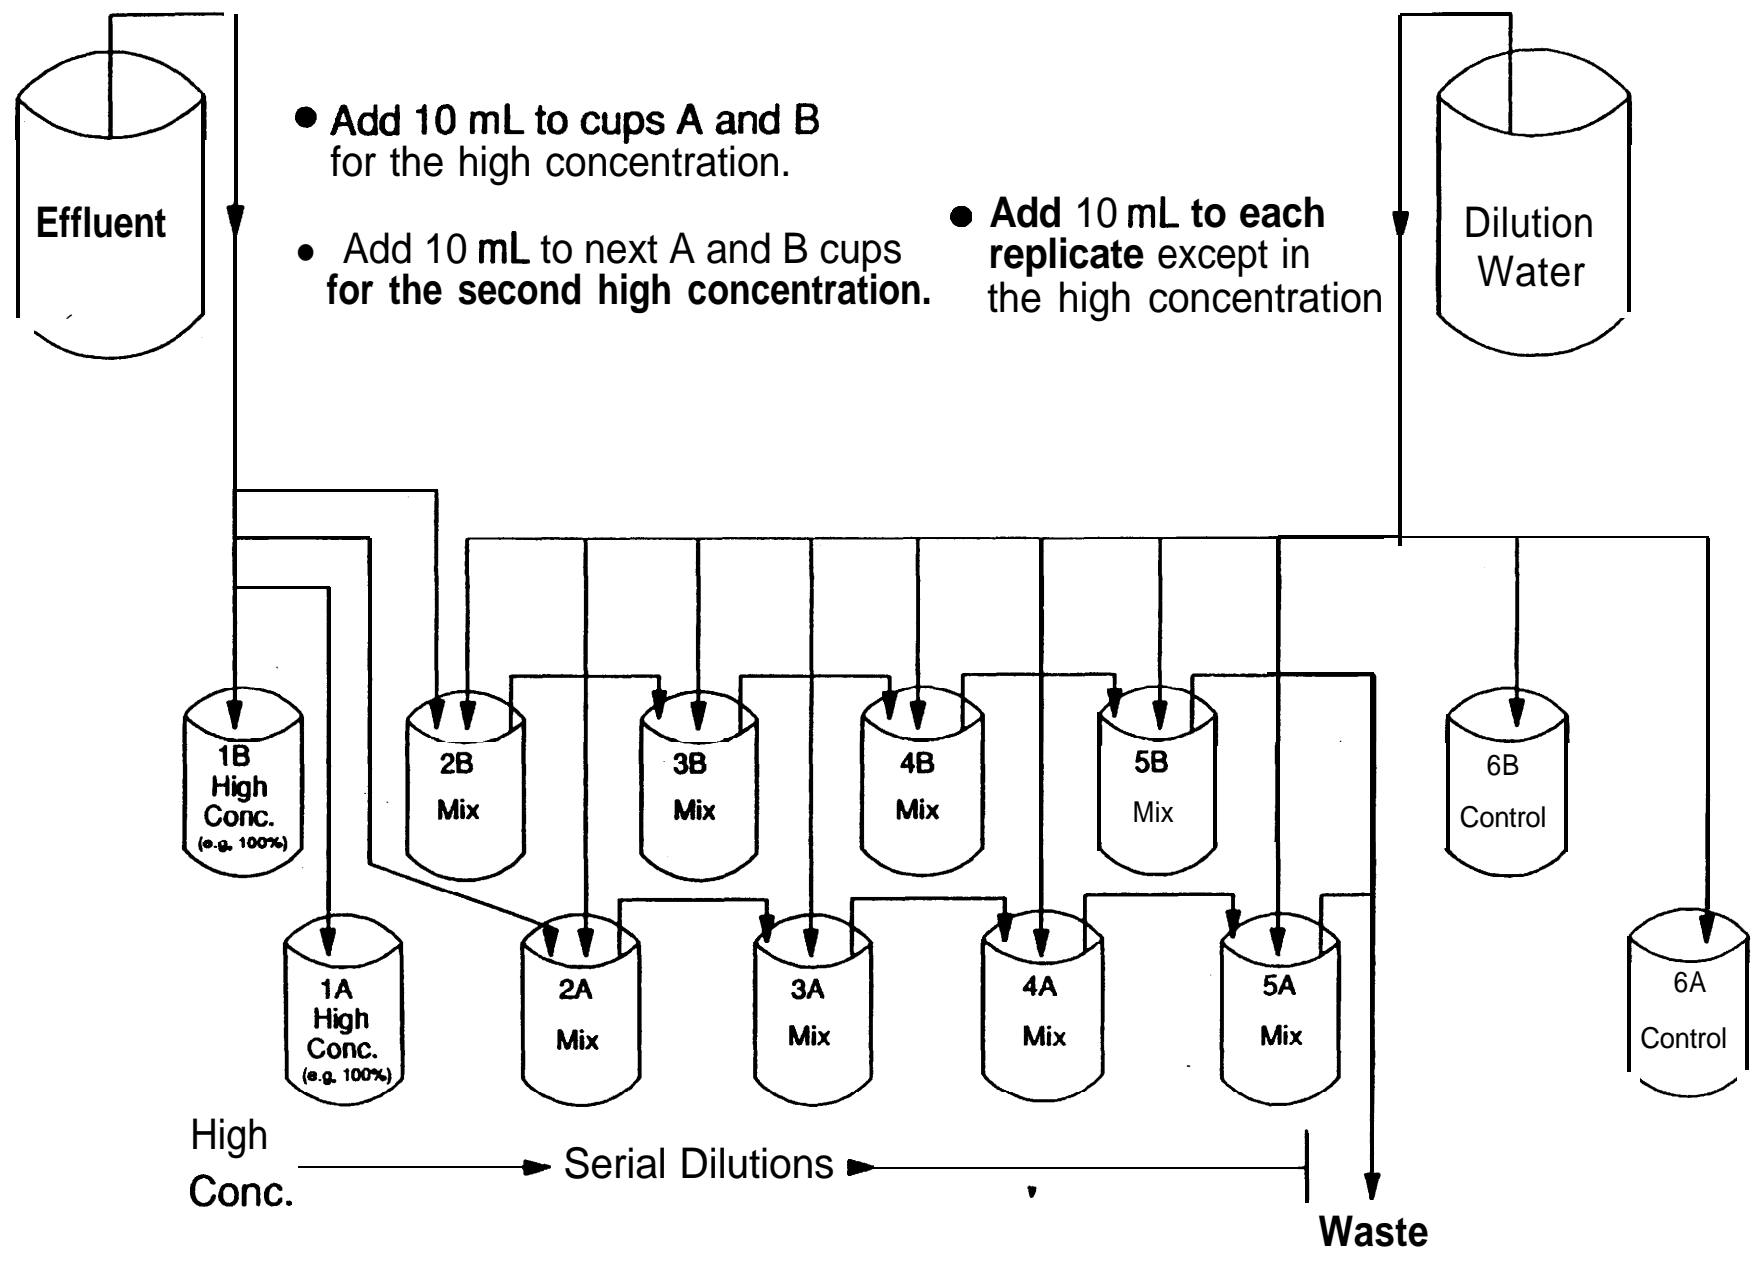 Effluent
● Add 10 mL to cups A and B
for the high concentration.
● Add 10 mL to next A and B cups
for the second high concentration.
● Add 10 mL to each
replicate except in
the high concentration
Dilution
Water
1B
High
Conc.
(e.g, 100%)
2B
Mix
3B
Mix
4B
Mix
5B
Mix
6B
Control
1A
High
Conc.
(e.g, 100%)
2A
Mix
3A
Mix
4A
Mix
5A
Mix
6A
Control
High
Conc.
Serial Dilutions
Waste